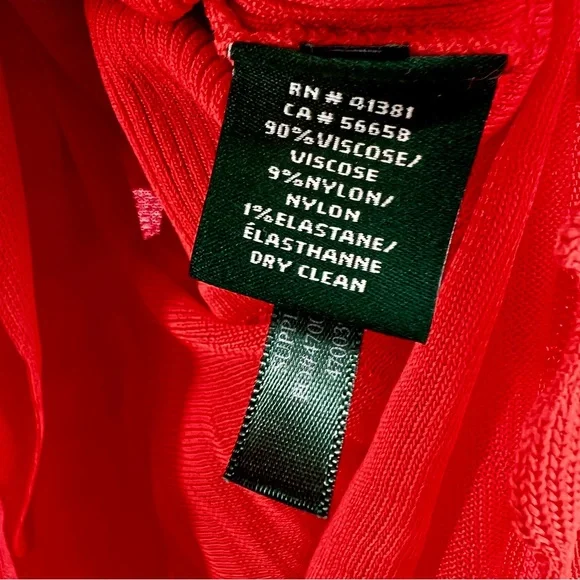 RN # 41381
CA # 56658
90%VISCOSE/
VISCOSE
9%NYLON/
NYLON
1%ELASTANE/
ÉLASTHANNE
DRY CLEAN